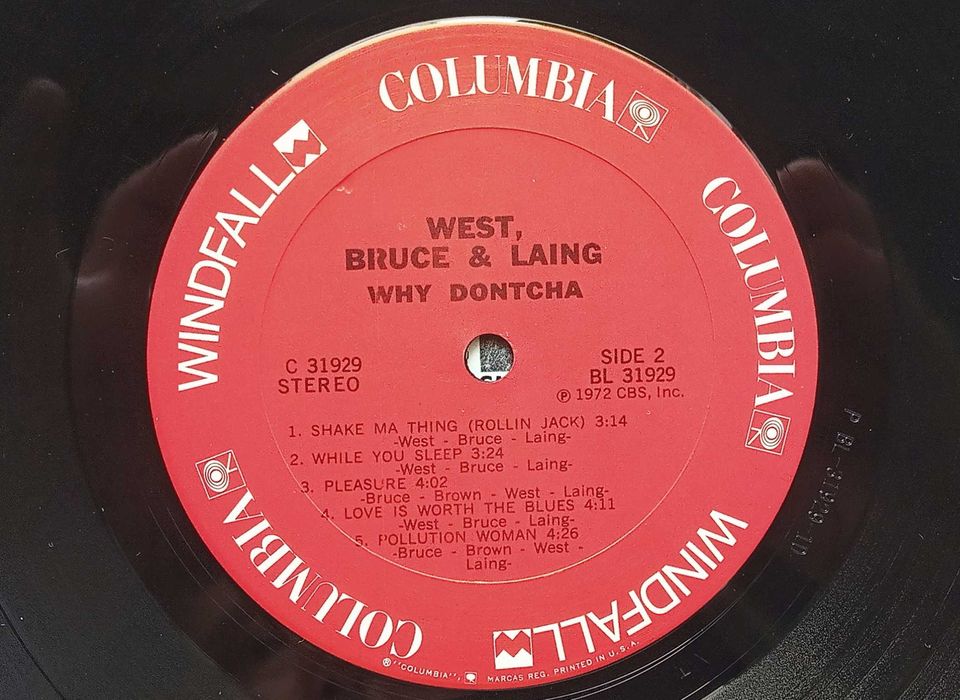 COLUMBIA
COLUMBIA
WINDFALL
COLUMBIA
WINDFALL
WEST,
BRUCE & LAING
WHY DONTCHA
C 31929
STEREO
SIDE 2
BL 31929
℗ 1972 CBS, Inc.
1. SHAKE MA THING (ROLLIN JACK) 3:14
-West - Bruce - Laing-
2. WHILE YOU SLEEP 3:24
-West - Bruce - Laing-
3. PLEASURE 4:02
-Bruce - Brown - West - Laing-
4. LOVE IS WORTH THE BLUES 4:11
-West - Bruce - Laing-
5. POLLUTION WOMAN 4:26
-Bruce - Brown - West -
Laing-
® "COLUMBIA", MARCAS REG. PRINTED IN U.S.A.
P BL 31929 1D